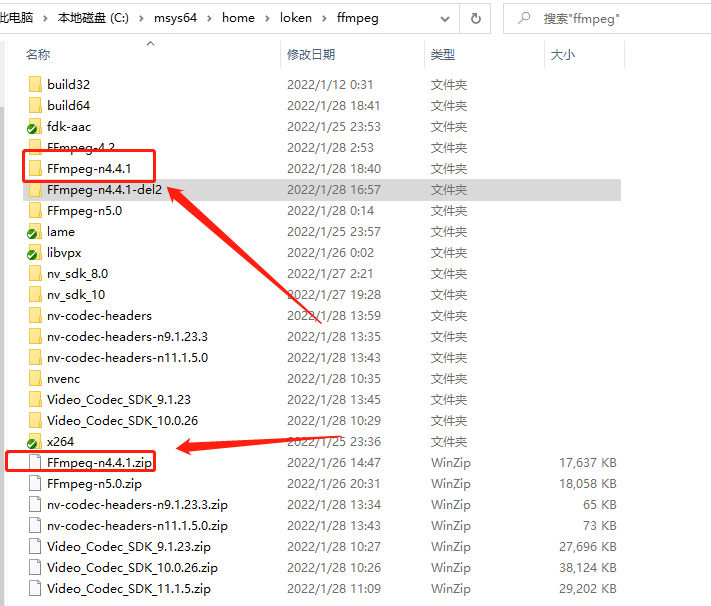 此电脑 › 本地磁盘 (C:) › msys64 › home › loken › ffmpeg 搜索"ffmpeg"
名称 修改日期 类型 大小
build32 2022/1/12 0:31 文件夹
build64 2022/1/28 18:41 文件夹
fdk-aac 2022/1/25 23:53 文件夹
FFmpeg-4.2 2022/1/28 2:53 文件夹
FFmpeg-n4.4.1 2022/1/28 18:40 文件夹
FFmpeg-n4.4.1-del2 2022/1/28 16:57 文件夹
FFmpeg-n5.0 2022/1/28 0:14 文件夹
lame 2022/1/25 23:57 文件夹
libvpx 2022/1/26 0:02 文件夹
nv_sdk_8.0 2022/1/27 2:21 文件夹
nv_sdk_10 2022/1/27 19:28 文件夹
nv-codec-headers 2022/1/28 13:59 文件夹
nv-codec-headers-n9.1.23.3 2022/1/28 13:35 文件夹
nv-codec-headers-n11.1.5.0 2022/1/28 13:43 文件夹
nvenc 2022/1/28 10:35 文件夹
Video_Codec_SDK_9.1.23 2022/1/28 13:45 文件夹
Video_Codec_SDK_10.0.26 2022/1/28 10:29 文件夹
x264 2022/1/25 23:36 文件夹
FFmpeg-n4.4.1.zip 2022/1/26 14:47 WinZip 17,637 KB
FFmpeg-n5.0.zip 2022/1/26 20:31 WinZip 18,058 KB
nv-codec-headers-n9.1.23.3.zip 2022/1/28 13:34 WinZip 65 KB
nv-codec-headers-n11.1.5.0.zip 2022/1/28 13:43 WinZip 73 KB
Video_Codec_SDK_9.1.23.zip 2022/1/28 10:27 WinZip 27,696 KB
Video_Codec_SDK_10.0.26.zip 2022/1/28 10:26 WinZip 38,124 KB
Video_Codec_SDK_11.1.5.zip 2022/1/28 11:09 WinZip 29,202 KB